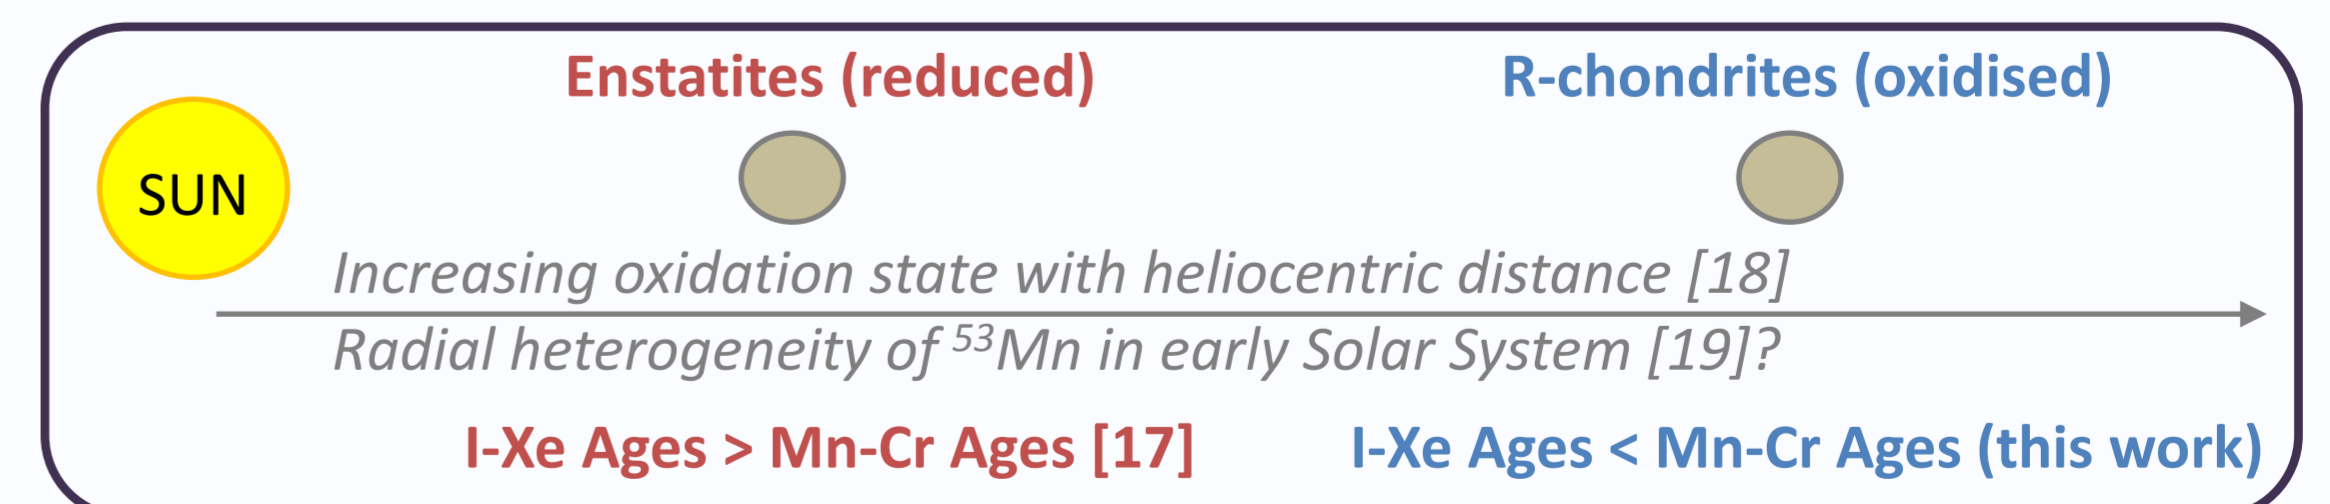 Enstatites (reduced)
R-chondrites (oxidised)
SUN
Increasing oxidation state with heliocentric distance [18]
Radial heterogeneity of ⁵³Mn in early Solar System [19]?
I-Xe Ages > Mn-Cr Ages [17]
I-Xe Ages < Mn-Cr Ages (this work)